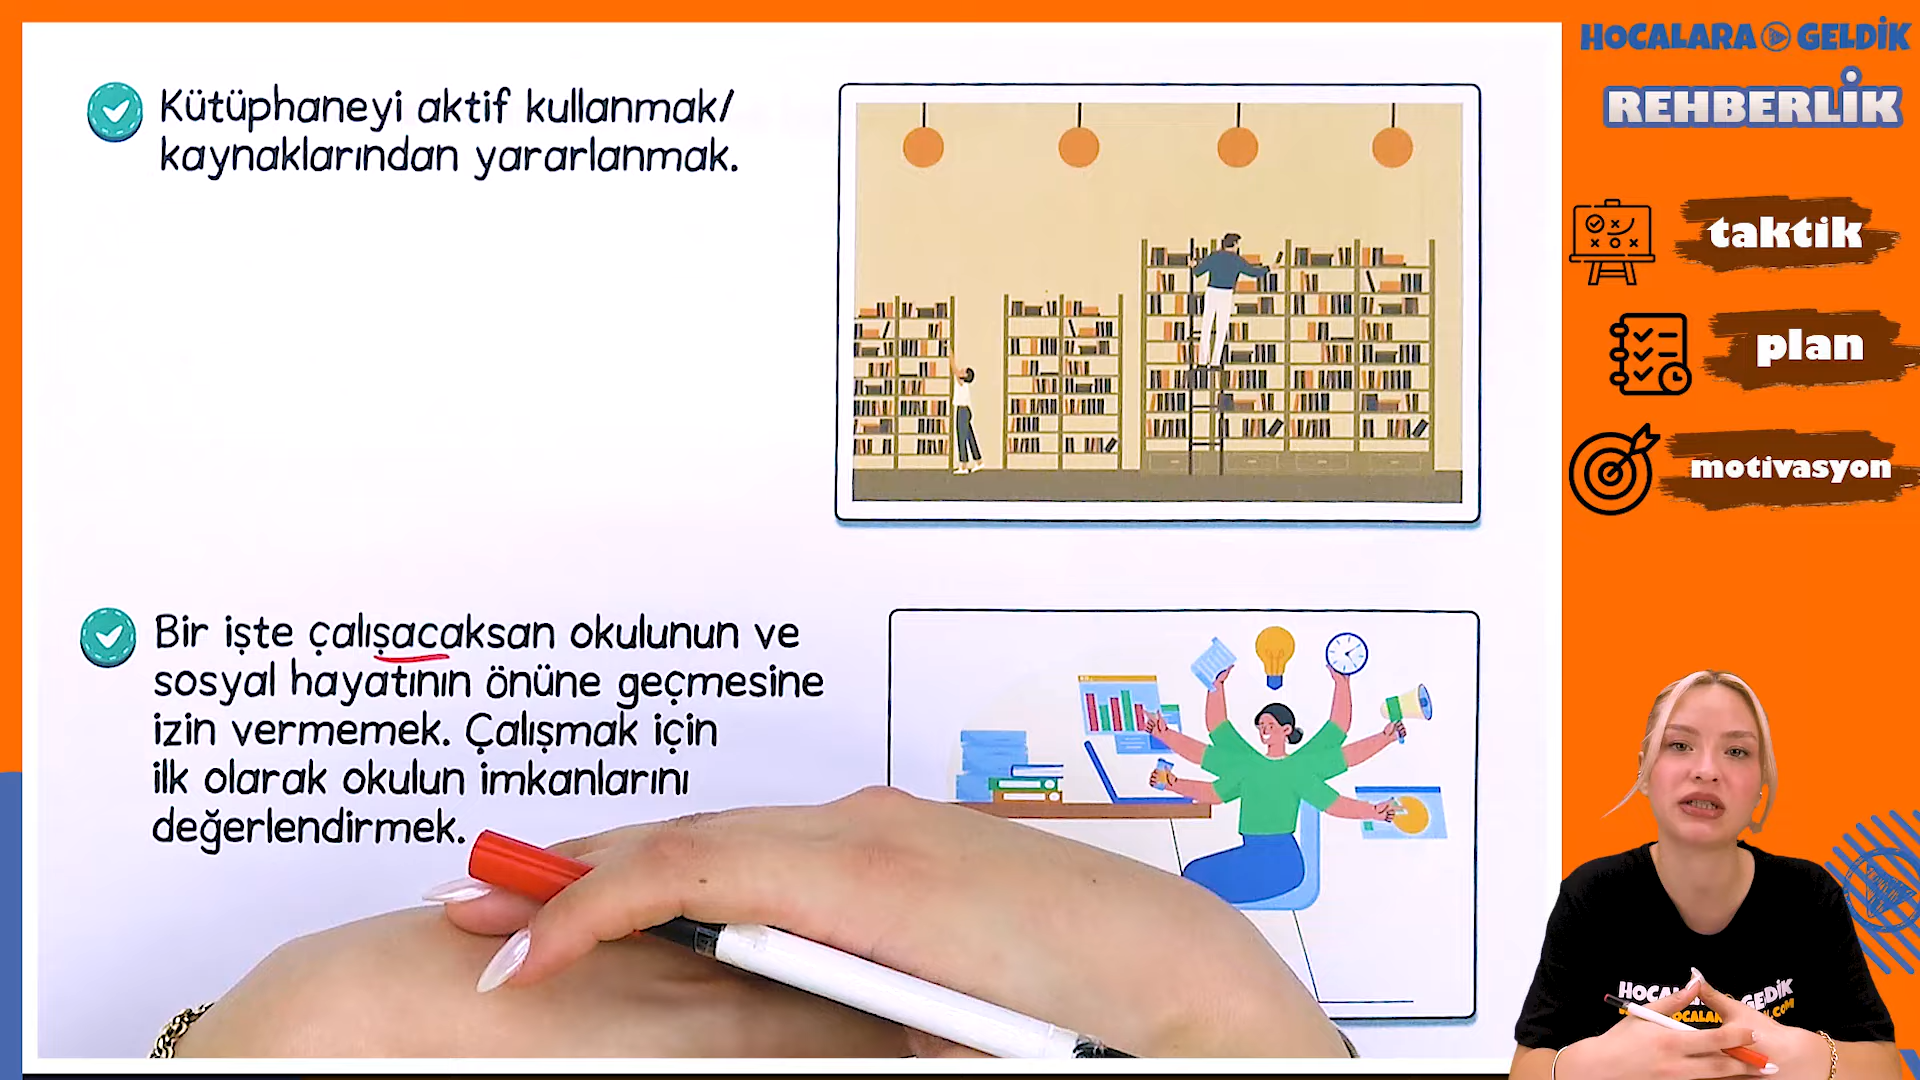 Kütüphaneyi aktif kullanmak/
kaynaklarından yararlanmak.
Bir işte çalışacaksan okulunun ve
sosyal hayatının önüne geçmesine
izin vermemek. Çalışmak için
ilk olarak okulun imkanlarını
değerlendirmek.
HOCALARA GELDİK
REHBERLİK
taktik
plan
motivasyon